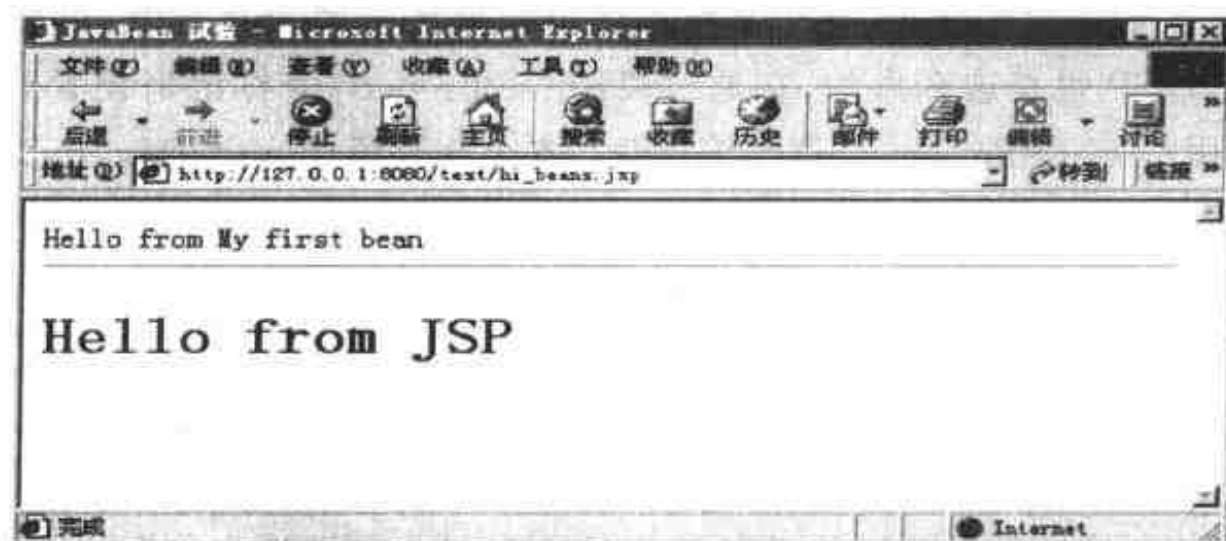 JavaBean 试验 - Microsoft Internet Explorer
文件(F) 编辑(E) 查看(V) 收藏(A) 工具(T) 帮助(H)
后退 前进 停止 刷新 主页 搜索 收藏 历史 邮件 打印 编辑 讨论 »
地址(D) http://127.0.0.1:8080/text/hi_beans.jsp 转到 链接 »
Hello from My first bean
Hello from JSP
完成 Internet